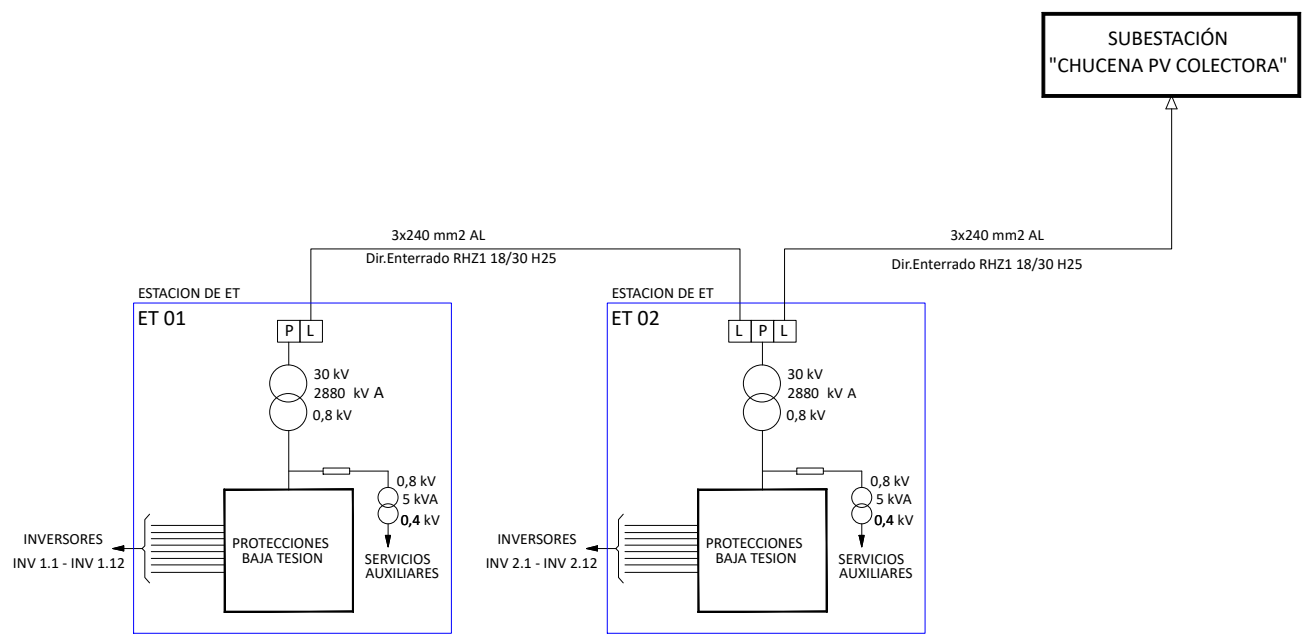 SUBESTACIÓN
"CHUCENA PV COLECTORA"
3x240 mm2 AL
Dir.Enterrado RHZ1 18/30 H25
3x240 mm2 AL
Dir.Enterrado RHZ1 18/30 H25
ESTACION DE ET
ET 01
P L
30 kV
2880 kV A
0,8 kV
0,8 kV
5 kVA
0,4 kV
PROTECCIONES
BAJA TESION
SERVICIOS
AUXILIARES
INVERSORES
INV 1.1 - INV 1.12
ESTACION DE ET
ET 02
L P L
30 kV
2880 kV A
0,8 kV
0,8 kV
5 kVA
0,4 kV
PROTECCIONES
BAJA TESION
SERVICIOS
AUXILIARES
INVERSORES
INV 2.1 - INV 2.12